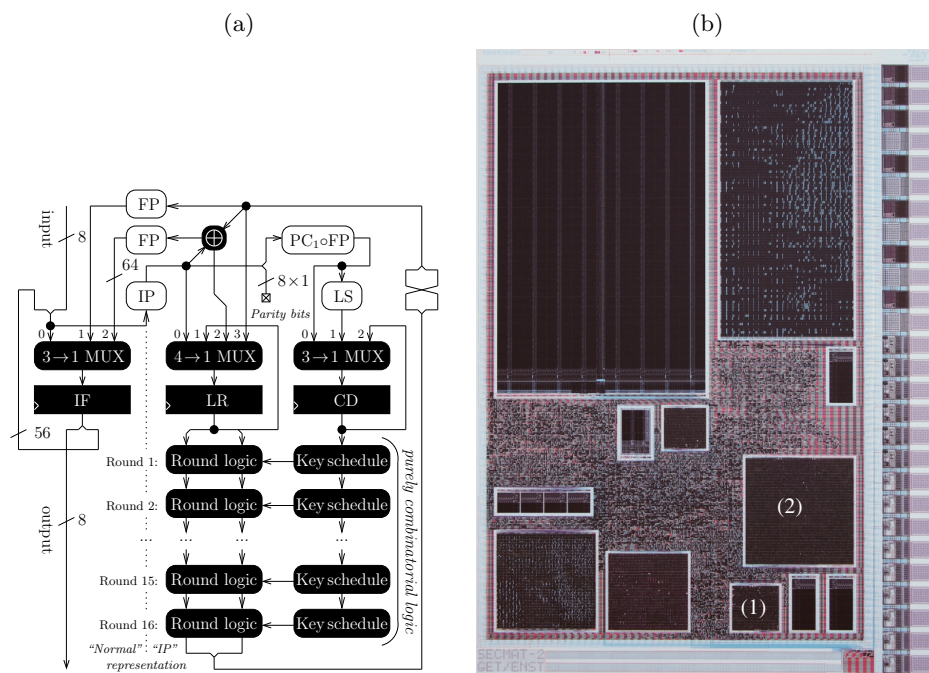 (a)
(b)
FP
input
8
FP
PC₁∘FP
64
8×1
IP
LS
Parity bits
0 1 2
0 1 2 3
0 1 2
3→1 MUX
4→1 MUX
3→1 MUX
IF
LR
CD
56
Round 1:
Round logic
Key schedule
Round 2:
Round logic
Key schedule
output
8
...
...
...
...
...
Round 15:
Round logic
Key schedule
Round 16:
Round logic
Key schedule
purely combinatorial logic
"Normal" "IP"
representation
(2)
(1)
SECMAT-2
GET/ENST